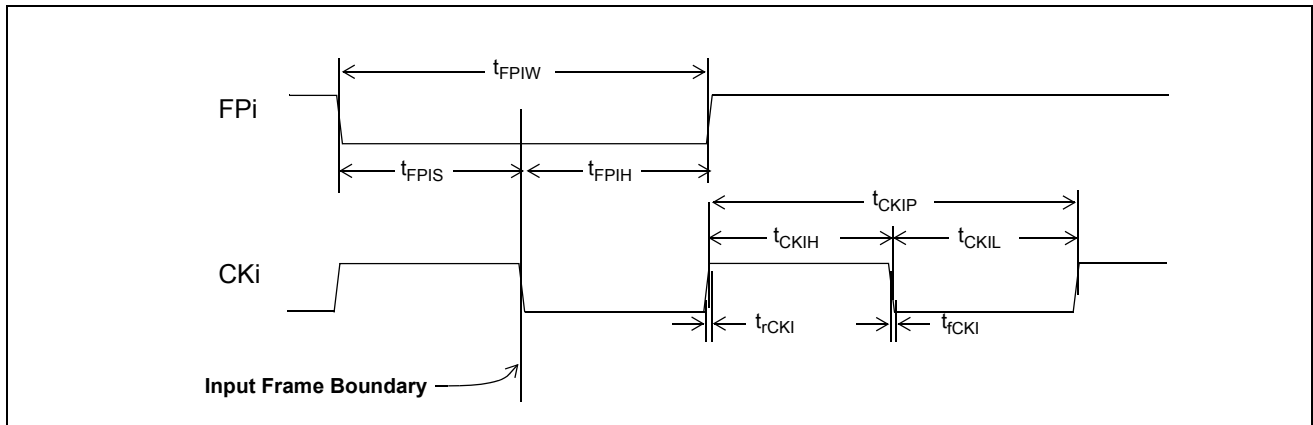 tFPIW
FPi
tFPIS
tFPIH
tCKIP
tCKIH
tCKIL
CKi
trCKI
tfCKI
Input Frame Boundary